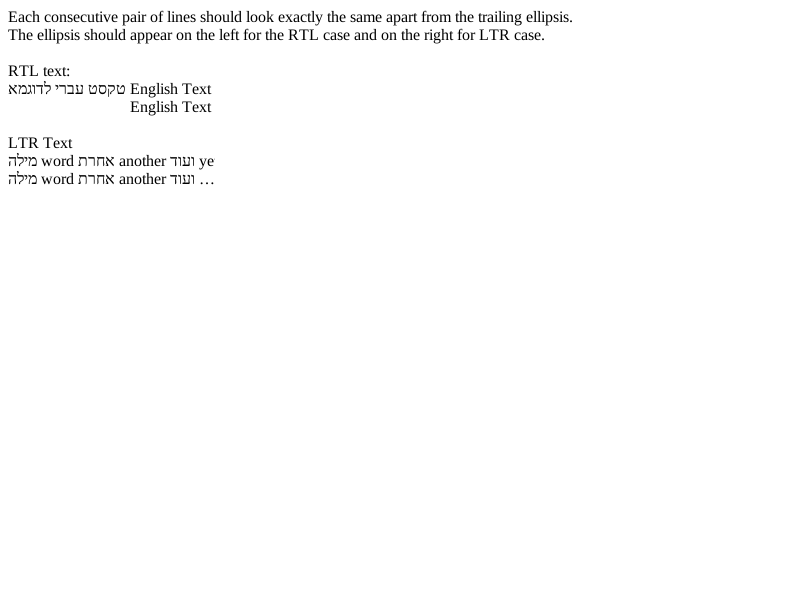 Each consecutive pair of lines should look exactly the same apart from the trailing ellipsis.
The ellipsis should appear on the left for the RTL case and on the right for LTR case.
RTL text:
English Text טקסט עברי לדוגמא
English Text
LTR Text
מילה word אחרת another ועוד ye
מילה word אחרת another ועוד …